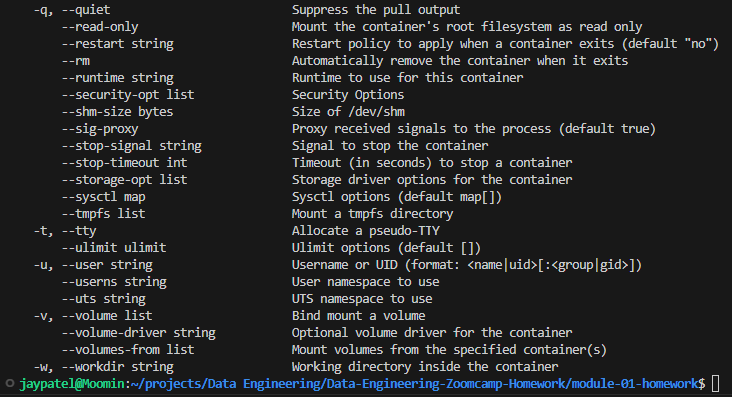 -q, --quiet Suppress the pull output
--read-only Mount the container's root filesystem as read only
--restart string Restart policy to apply when a container exits (default "no")
--rm Automatically remove the container when it exits
--runtime string Runtime to use for this container
--security-opt list Security Options
--shm-size bytes Size of /dev/shm
--sig-proxy Proxy received signals to the process (default true)
--stop-signal string Signal to stop the container
--stop-timeout int Timeout (in seconds) to stop a container
--storage-opt list Storage driver options for the container
--sysctl map Sysctl options (default map[])
--tmpfs list Mount a tmpfs directory
-t, --tty Allocate a pseudo-TTY
--ulimit ulimit Ulimit options (default [])
-u, --user string Username or UID (format: <name|uid>[:<group|gid>])
--userns string User namespace to use
--uts string UTS namespace to use
-v, --volume list Bind mount a volume
--volume-driver string Optional volume driver for the container
--volumes-from list Mount volumes from the specified container(s)
-w, --workdir string Working directory inside the container
jaypatel@Moomin:~/projects/Data Engineering/Data-Engineering-Zoomcamp-Homework/module-01-homework$